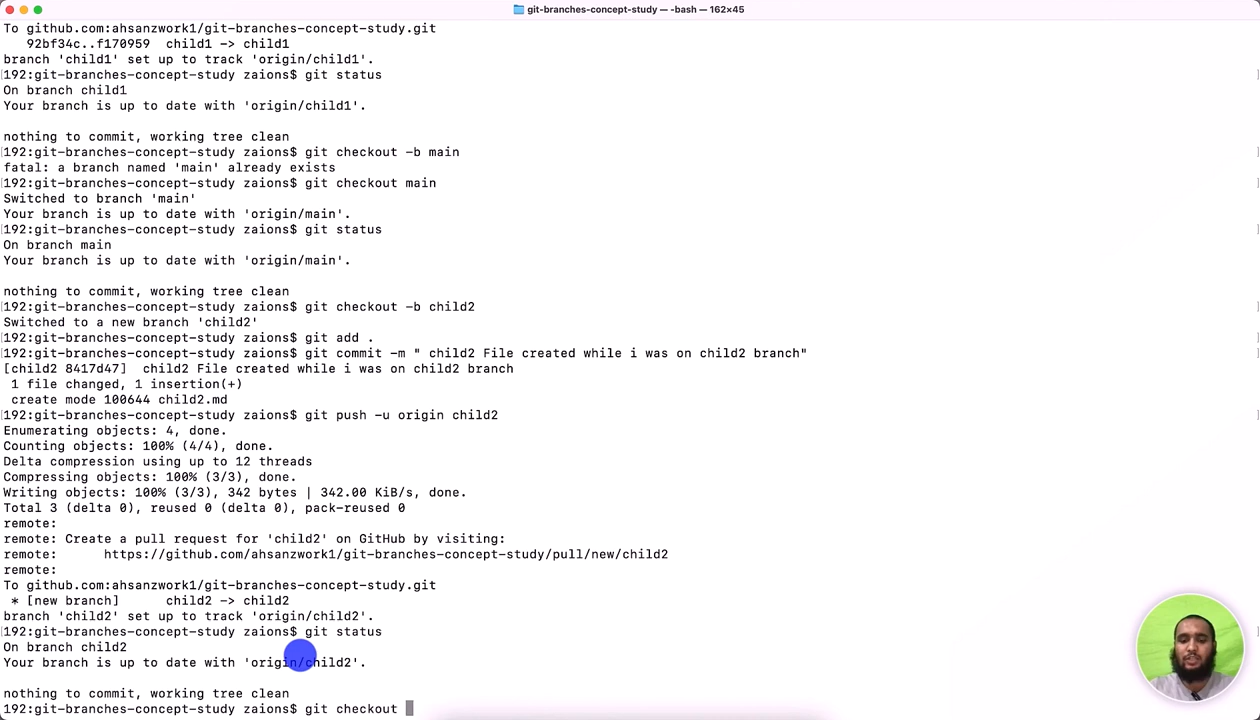 git-branches-concept-study — -bash — 162×45
To github.com:ahsanzwork1/git-branches-concept-study.git
92bf34c..f170959  child1 -> child1
branch 'child1' set up to track 'origin/child1'.
[192:git-branches-concept-study zaions$ git status
On branch child1
Your branch is up to date with 'origin/child1'.
nothing to commit, working tree clean
[192:git-branches-concept-study zaions$ git checkout -b main
fatal: a branch named 'main' already exists
[192:git-branches-concept-study zaions$ git checkout main
Switched to branch 'main'
Your branch is up to date with 'origin/main'.
[192:git-branches-concept-study zaions$ git status
On branch main
Your branch is up to date with 'origin/main'.
nothing to commit, working tree clean
[192:git-branches-concept-study zaions$ git checkout -b child2
Switched to a new branch 'child2'
[192:git-branches-concept-study zaions$ git add .
[192:git-branches-concept-study zaions$ git commit -m " child2 File created while i was on child2 branch"
[child2 8417d47]  child2 File created while i was on child2 branch
1 file changed, 1 insertion(+)
create mode 100644 child2.md
[192:git-branches-concept-study zaions$ git push -u origin child2
Enumerating objects: 4, done.
Counting objects: 100% (4/4), done.
Delta compression using up to 12 threads
Compressing objects: 100% (3/3), done.
Writing objects: 100% (3/3), 342 bytes | 342.00 KiB/s, done.
Total 3 (delta 0), reused 0 (delta 0), pack-reused 0
remote:
remote: Create a pull request for 'child2' on GitHub by visiting:
remote:      https://github.com/ahsanzwork1/git-branches-concept-study/pull/new/child2
remote:
To github.com:ahsanzwork1/git-branches-concept-study.git
* [new branch]      child2 -> child2
branch 'child2' set up to track 'origin/child2'.
[192:git-branches-concept-study zaions$ git status
On branch child2
Your branch is up to date with 'origin/child2'.
nothing to commit, working tree clean
192:git-branches-concept-study zaions$ git checkout